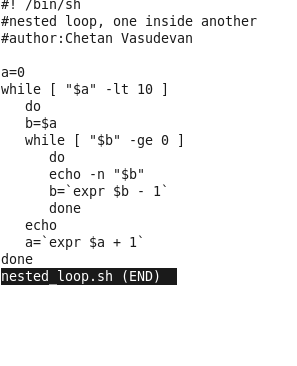 #! /bin/sh
#nested loop, one inside another
#author:Chetan Vasudevan

a=0
while [ "$a" -lt 10 ]
   do
   b=$a
   while [ "$b" -ge 0 ]
      do
      echo -n "$b"
      b=`expr $b - 1`
      done
   echo
   a=`expr $a + 1`
done
nested_loop.sh (END)